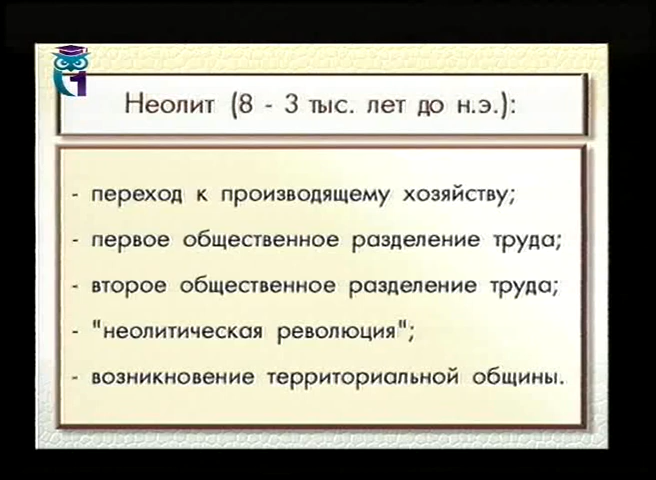 1
Неолит (8 - 3 тыс. лет до н.э.):
- переход к производящему хозяйству;
- первое общественное разделение труда;
- второе общественное разделение труда;
- "неолитическая революция";
- возникновение территориальной общины.